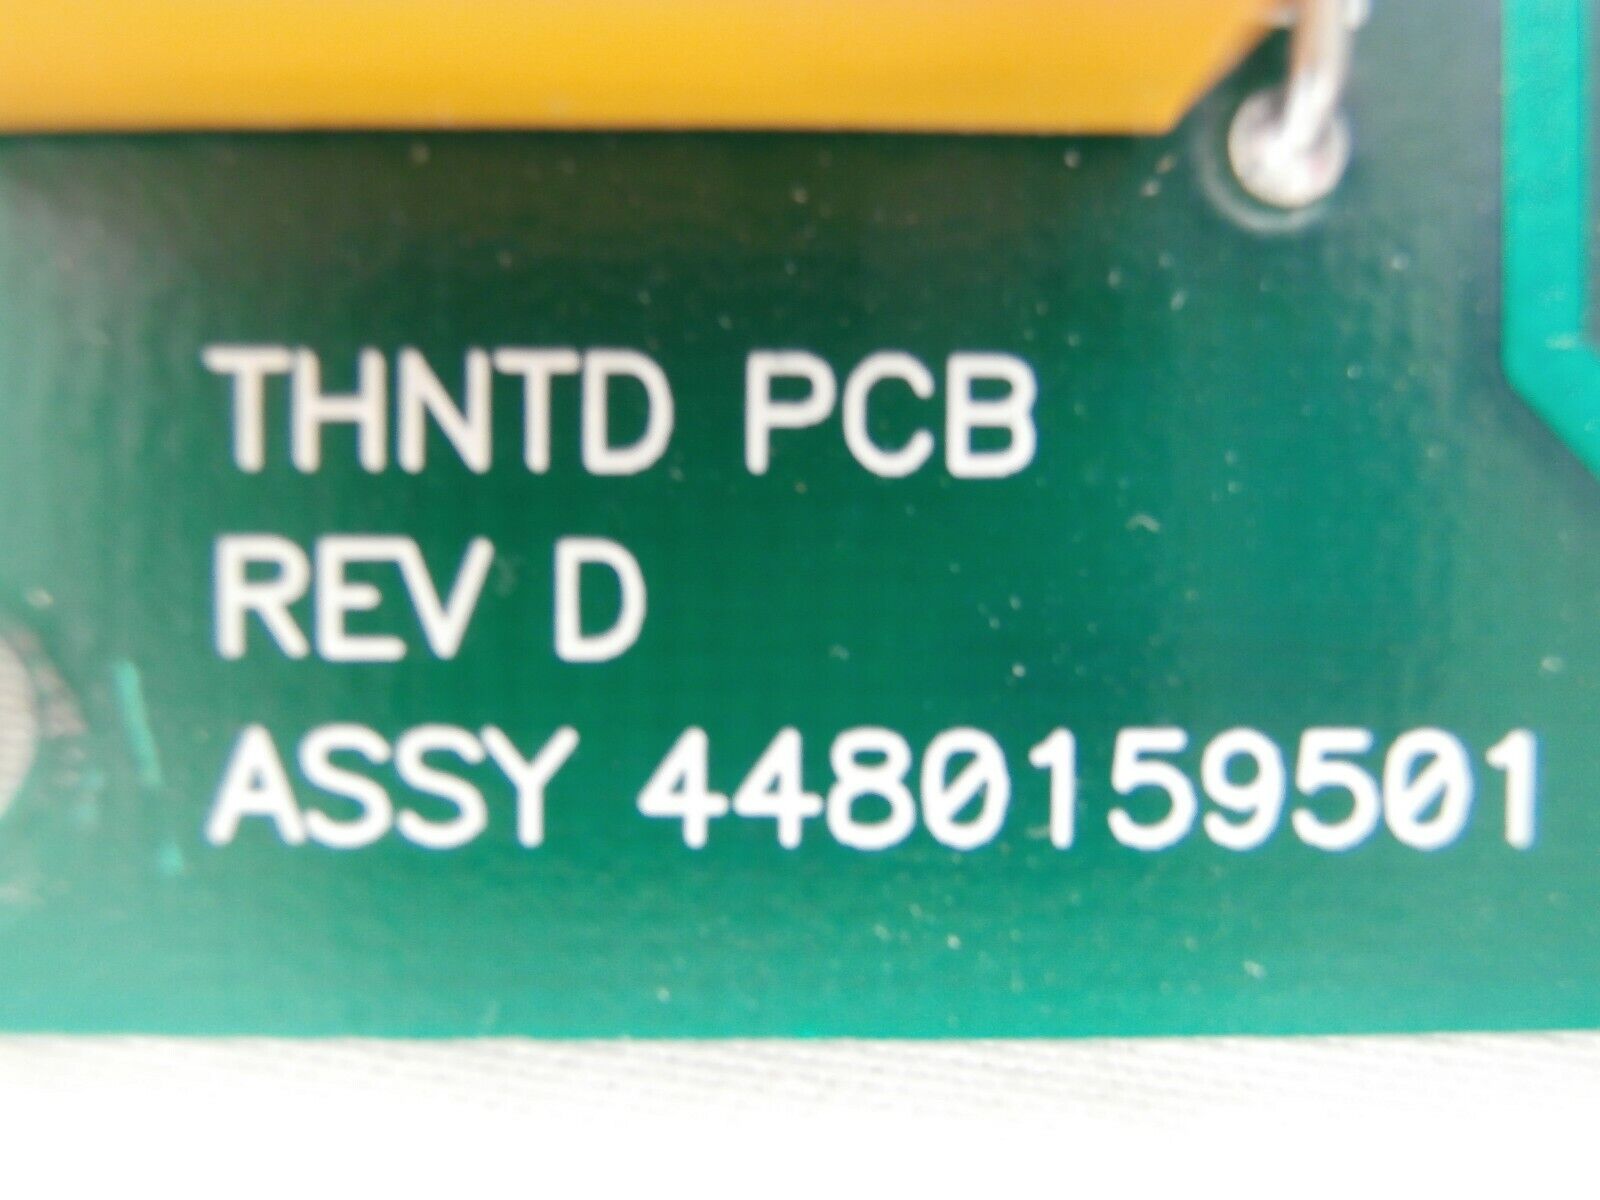 THNTD PCB
REV D
ASSY 4480159501